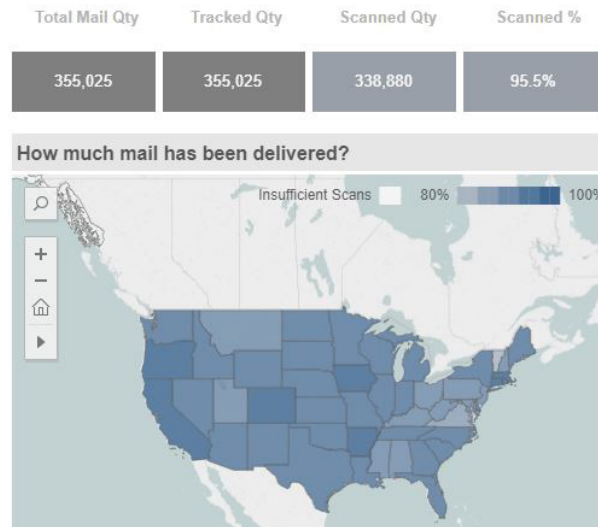 Total Mail Qty Tracked Qty Scanned Qty Scanned %
355,025 355,025 338,880 95.5%
How much mail has been delivered?
Insufficient Scans 80% 100%